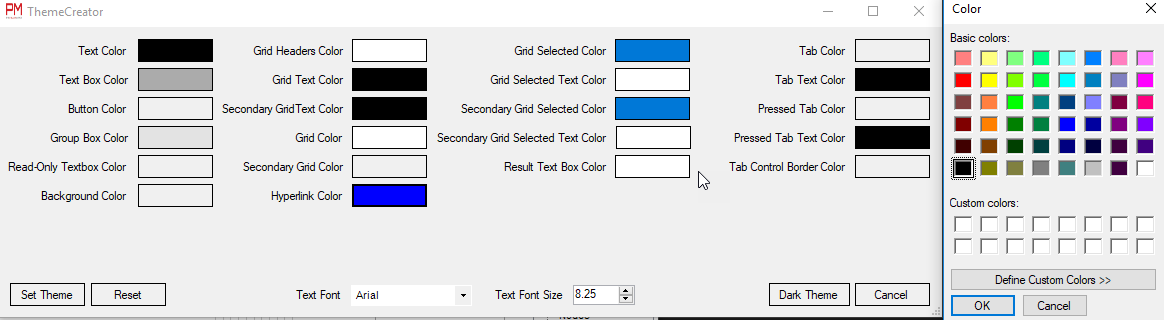 PM ThemeCreator
Color
Basic colors:
Text Color
Grid Headers Color
Grid Selected Color
Tab Color
Text Box Color
Grid Text Color
Grid Selected Text Color
Tab Text Color
Button Color
Secondary GridText Color
Secondary Grid Selected Color
Pressed Tab Color
Group Box Color
Grid Color
Secondary Grid Selected Text Color
Pressed Tab Text Color
Read-Only Textbox Color
Secondary Grid Color
Result Text Box Color
Tab Control Border Color
Background Color
Hyperlink Color
Custom colors:
Define Custom Colors >>
Set Theme
Reset
Text Font
Arial
Text Font Size
8.25
Dark Theme
Cancel
OK
Cancel